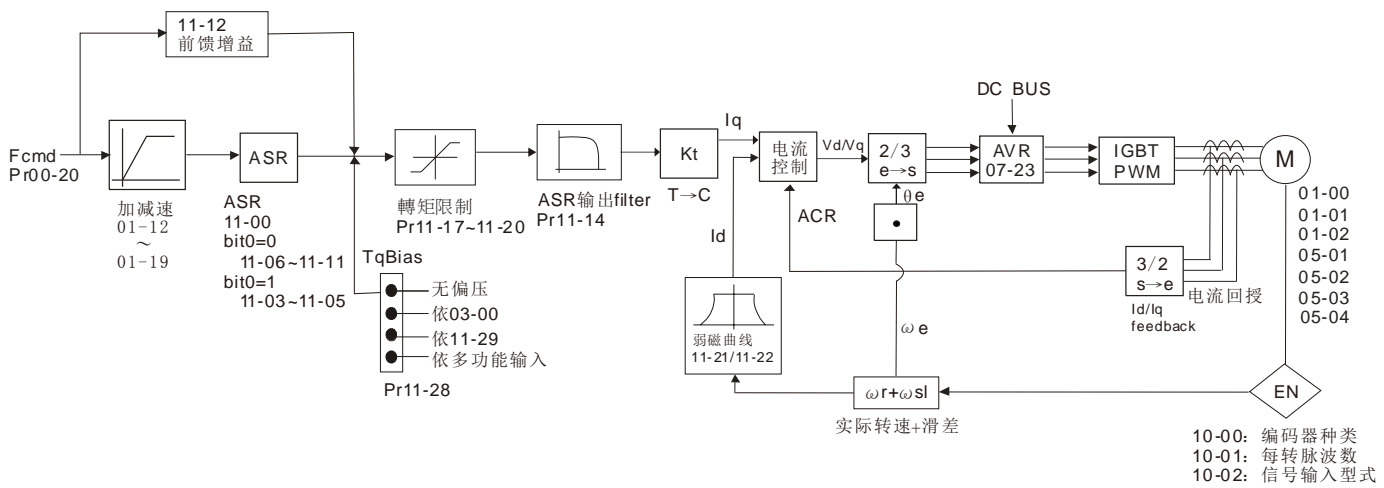 11-12
前馈增益
Fcmd
Pr00-20
加减速
01-12
～
01-19
ASR
ASR
11-00
bit0=0
11-06~11-11
bit0=1
11-03~11-05
TqBias
无偏压
依03-00
依11-29
依多功能输入
Pr11-28
轉矩限制
Pr11-17~11-20
ASR输出filter
Pr11-14
Kt
T→C
Iq
Id
电流
控制
ACR
Vd/Vq
2/3
e→s
θe
DC BUS
AVR
07-23
IGBT
PWM
M
01-00
01-01
01-02
05-01
05-02
05-03
05-04
3/2
s→e
电流回授
Id/Iq
feedback
弱磁曲线
11-21/11-22
ωe
ωr+ωsl
实际转速+滑差
EN
10-00：编码器种类
10-01：每转脉波数
10-02：信号输入型式